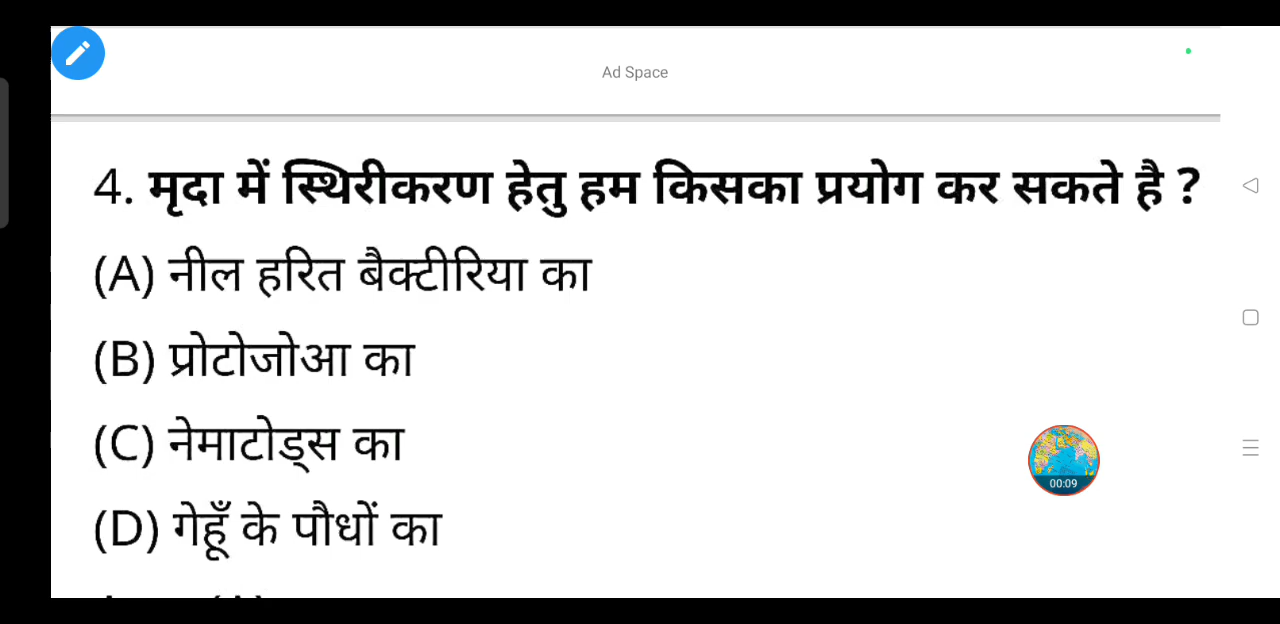 Ad Space
4. मृदा में स्थिरीकरण हेतु हम किसका प्रयोग कर सकते है ?
(A) नील हरित बैक्टीरिया का
(B) प्रोटोजोआ का
(C) नेमाटोड्स का
00:09
(D) गेहूँ के पौधों का